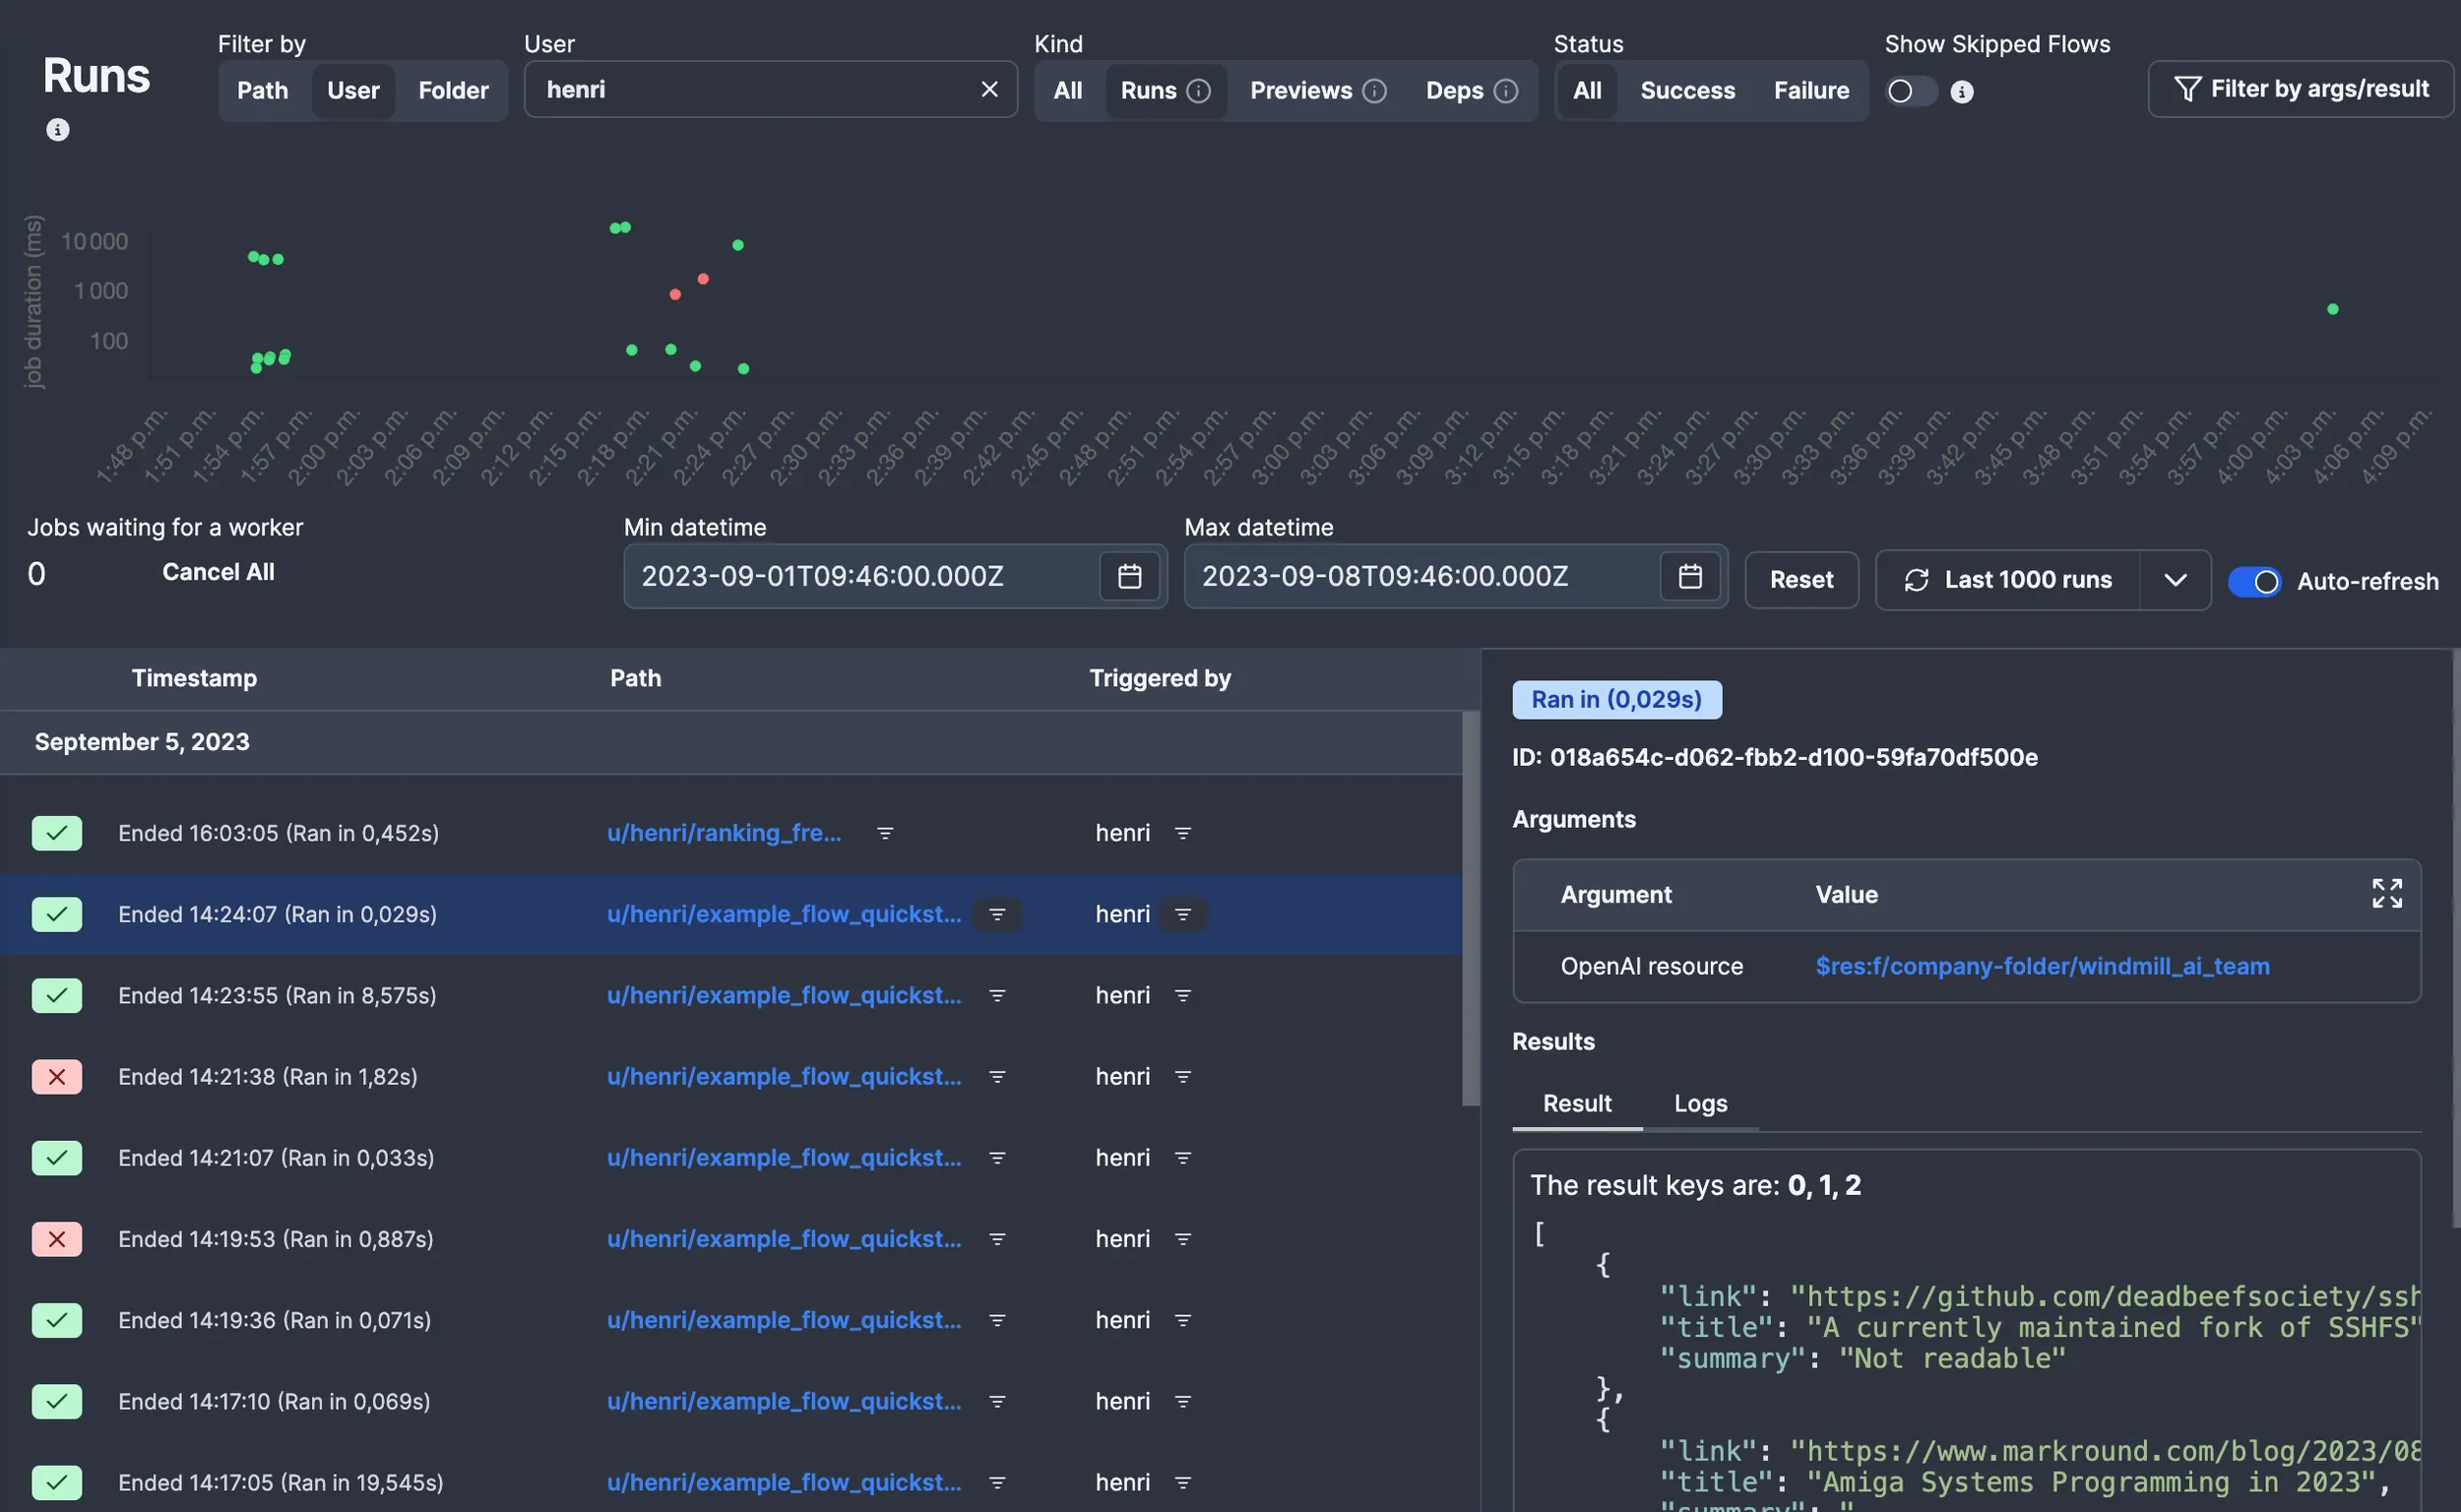 Runs
Filter by
Path User Folder
User
henri
Kind
All Runs Previews Deps
Status
All Success Failure
Show Skipped Flows
Filter by args/result
job duration (ms)
10 000
1 000
100
1:48 p.m. 1:51 p.m. 1:54 p.m. 1:57 p.m. 2:00 p.m. 2:03 p.m. 2:06 p.m. 2:09 p.m. 2:12 p.m. 2:15 p.m. 2:18 p.m. 2:21 p.m. 2:24 p.m. 2:27 p.m. 2:30 p.m. 2:33 p.m. 2:36 p.m. 2:39 p.m. 2:42 p.m. 2:45 p.m. 2:48 p.m. 2:51 p.m. 2:54 p.m. 2:57 p.m. 3:00 p.m. 3:03 p.m. 3:06 p.m. 3:09 p.m. 3:12 p.m. 3:15 p.m. 3:18 p.m. 3:21 p.m. 3:24 p.m. 3:27 p.m. 3:30 p.m. 3:33 p.m. 3:36 p.m. 3:39 p.m. 3:42 p.m. 3:45 p.m. 3:48 p.m. 3:51 p.m. 3:54 p.m. 3:57 p.m. 4:00 p.m. 4:03 p.m. 4:06 p.m. 4:09 p.m.
Jobs waiting for a worker
0 Cancel All
Min datetime
2023-09-01T09:46:00.000Z
Max datetime
2023-09-08T09:46:00.000Z
Reset
Last 1000 runs
Auto-refresh
Timestamp Path Triggered by
September 5, 2023
Ended 16:03:05 (Ran in 0,452s) u/henri/ranking_fre... henri
Ended 14:24:07 (Ran in 0,029s) u/henri/example_flow_quickst... henri
Ended 14:23:55 (Ran in 8,575s) u/henri/example_flow_quickst... henri
Ended 14:21:38 (Ran in 1,82s) u/henri/example_flow_quickst... henri
Ended 14:21:07 (Ran in 0,033s) u/henri/example_flow_quickst... henri
Ended 14:19:53 (Ran in 0,887s) u/henri/example_flow_quickst... henri
Ended 14:19:36 (Ran in 0,071s) u/henri/example_flow_quickst... henri
Ended 14:17:10 (Ran in 0,069s) u/henri/example_flow_quickst... henri
Ended 14:17:05 (Ran in 19,545s) u/henri/example_flow_quickst... henri
Ran in (0,029s)
ID: 018a654c-d062-fbb2-d100-59fa70df500e
Arguments
Argument Value
OpenAI resource $res:f/company-folder/windmill_ai_team
Results
Result Logs
The result keys are: 0, 1, 2
[
{
"link": "https://github.com/deadbeefsociety/ssh
"title": "A currently maintained fork of SSHFS"
"summary": "Not readable"
},
{
"link": "https://www.markround.com/blog/2023/08
"title": "Amiga Systems Programming in 2023",
"summary": "